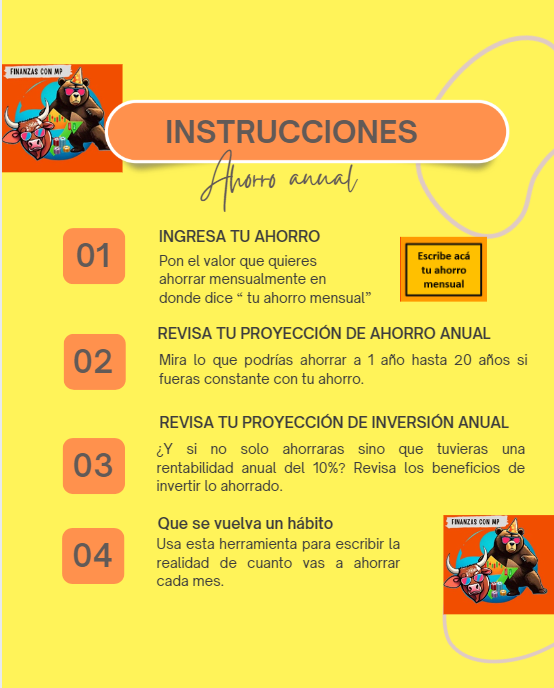 FINANZAS CON MP
INSTRUCCIONES
Ahorro anual
01
INGRESA TU AHORRO
Pon el valor que quieres
ahorrar mensualmente en
donde dice “ tu ahorro mensual”
Escribe acá
tu ahorro
mensual
02
REVISA TU PROYECCIÓN DE AHORRO ANUAL
Mira lo que podrías ahorrar a 1 año hasta 20 años si
fueras constante con tu ahorro.
03
REVISA TU PROYECCIÓN DE INVERSIÓN ANUAL
¿Y si no solo ahorraras sino que tuvieras una
rentabilidad anual del 10%? Revisa los beneficios de
invertir lo ahorrado.
04
Que se vuelva un hábito
Usa esta herramienta para escribir la
realidad de cuanto vas a ahorrar
cada mes.
FINANZAS CON MP